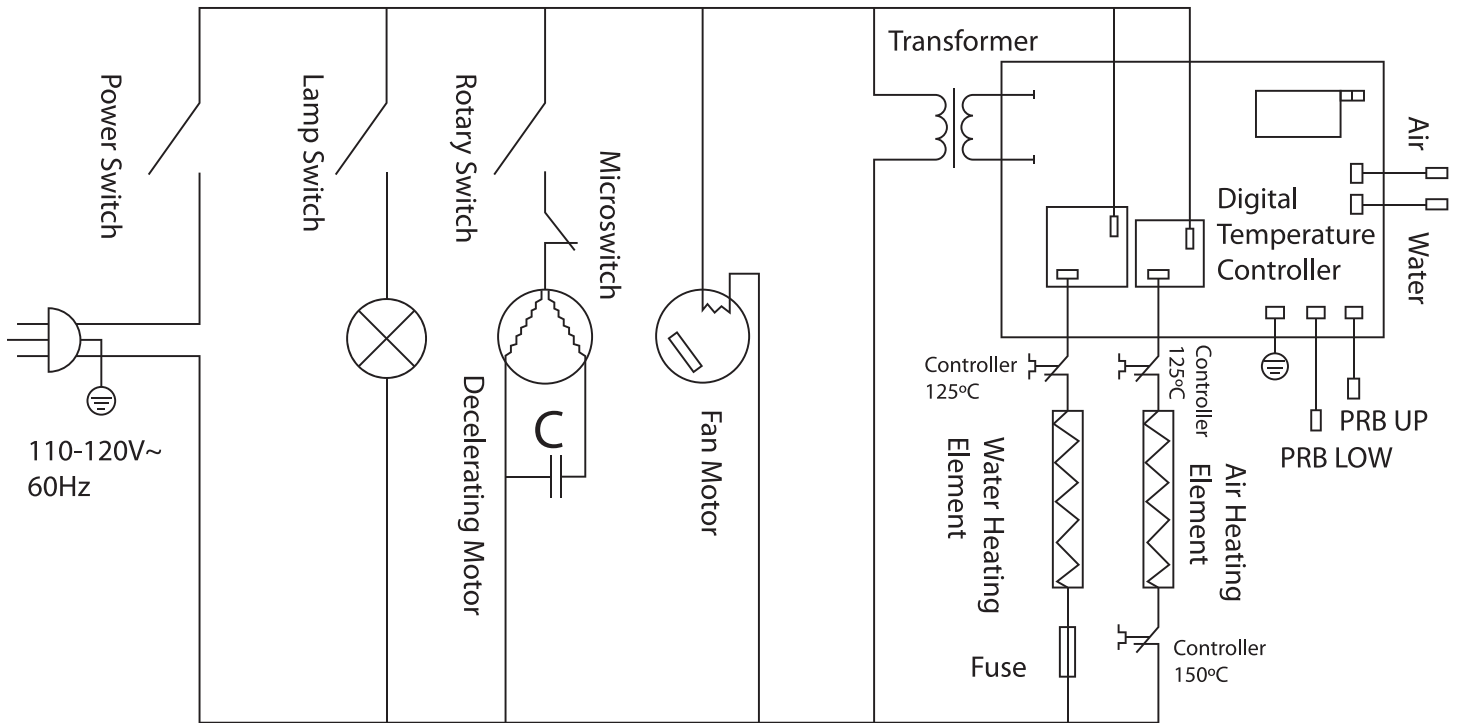 Power Switch
110-120V~
60Hz
Lamp Switch
Rotary Switch
Microswitch
C
Decelerating Motor
Fan Motor
Transformer
Digital
Temperature
Controller
Air
Water
PRB UP
PRB LOW
Controller
125ºC
Controller
125ºC
Water Heating
Element
Air Heating
Element
Fuse
Controller
150ºC